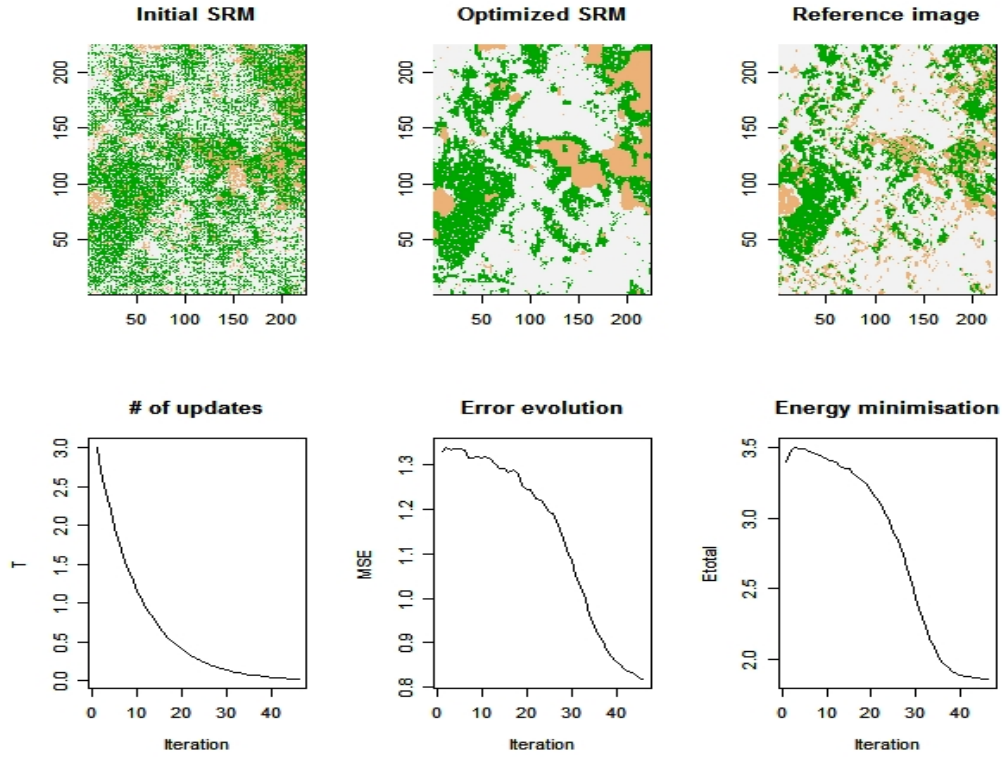 Initial SRM
Optimized SRM
Reference image
200
150
100
50
50 100 150 200
200
150
100
50
50 100 150 200
200
150
100
50
50 100 150 200
# of updates
Error evolution
Energy minimisation
T
3.0
2.5
2.0
1.5
1.0
0.5
0.0
0 10 20 30 40
Iteration
MSE
1.3
1.2
1.1
1.0
0.9
0.8
0 10 20 30 40
Iteration
Etotal
3.5
3.0
2.5
2.0
0 10 20 30 40
Iteration